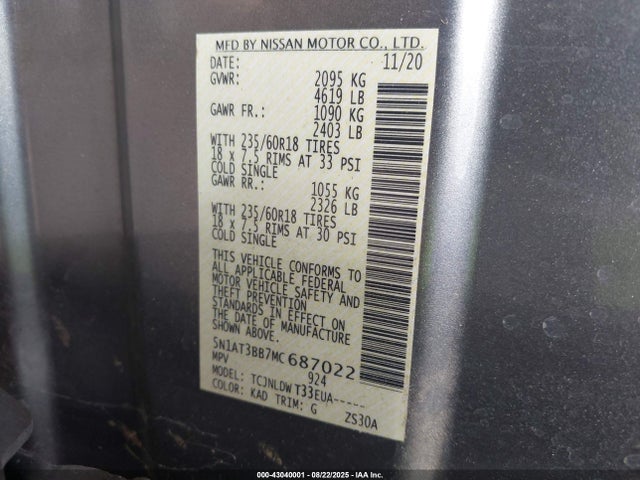 MFD BY NISSAN MOTOR CO., LTD.
DATE: 11/20
GVWR: 2095 KG
4619 LB
GAWR FR.: 1090 KG
2403 LB
WITH 235/60R18 TIRES
18 x 7.5 RIMS AT 33 PSI
COLD SINGLE
GAWR RR.: 1055 KG
2326 LB
WITH 235/60R18 TIRES
18 x 7.5 RIMS AT 30 PSI
COLD SINGLE
THIS VEHICLE CONFORMS TO
ALL APPLICABLE FEDERAL
MOTOR VEHICLE SAFETY AND
THEFT PREVENTION
STANDARDS IN EFFECT ON
THE DATE OF MANUFACTURE
SHOWN ABOVE.
5N1AT3BB7MC 687022
MPV 924
MODEL: TCJNLDW T33EUA-----
COLOR: KAD TRIM: G ZS30A
000-43040001 - 08/22/2025 - IAA.